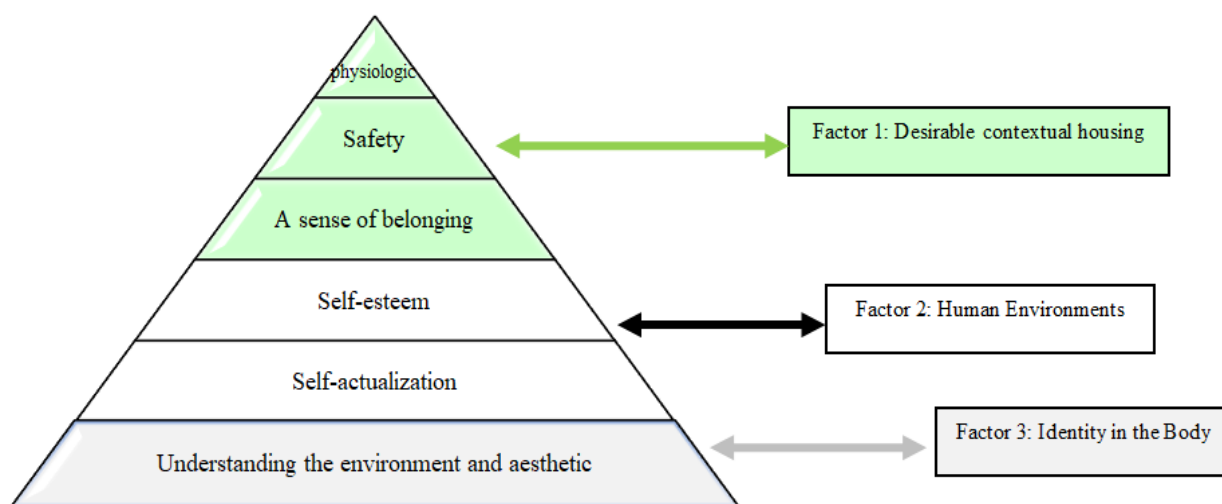 physiologic
Safety
Factor 1: Desirable contextual housing
A sense of belonging
Self-esteem
Factor 2: Human Environments
Self-actualization
Factor 3: Identity in the Body
Understanding the environment and aesthetic